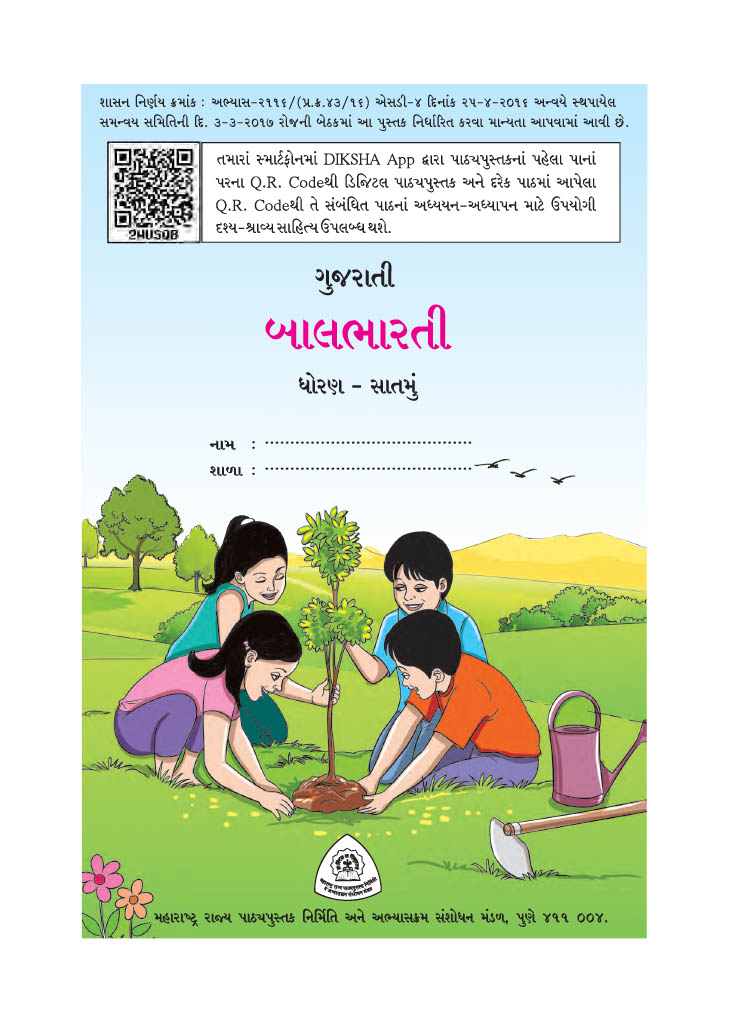 શાસન નિર્ણય ક્રમાંક : અભ્યાસ-૨૧૧૬/(પ્ર.ક્ર.૪૩/૧૬) એસડી-૪ દિનાંક ૨૫-૪-૨૦૧૬ અન્વયે સ્થપાયેલ
સમન્વય સમિતિની દિ. ૩-૩-૨૦૧૭ રોજની બેઠકમાં આ પુસ્તક નિર્ધારિત કરવા માન્યતા આપવામાં આવી છે.
તમારાં સ્માર્ટફોનમાં DIKSHA App દ્વારા પાઠ્યપુસ્તકનાં પહેલા પાનાં
પરના Q.R. Codeથી ડિજિટલ પાઠ્યપુસ્તક અને દરેક પાઠમાં આપેલા
Q.R. Codeથી તે સંબંધિત પાઠનાં અધ્યયન-અધ્યાપન માટે ઉપયોગી
દશ્ય-શ્રાવ્ય સાહિત્ય ઉપલબ્ધ થશે.
2HUSQB
ગુજરાતી
બાલભારતી
ધોરણ - સાતમું
નામ : ..........................................
શાળા : ..........................................
મહારાષ્ટ્ર રાજ્ય પાઠ્યપુસ્તક નિર્મિતિ અને અભ્યાસક્રમ સંશોધન મંડળ, પુણે ૪૧૧ ૦૦૪.